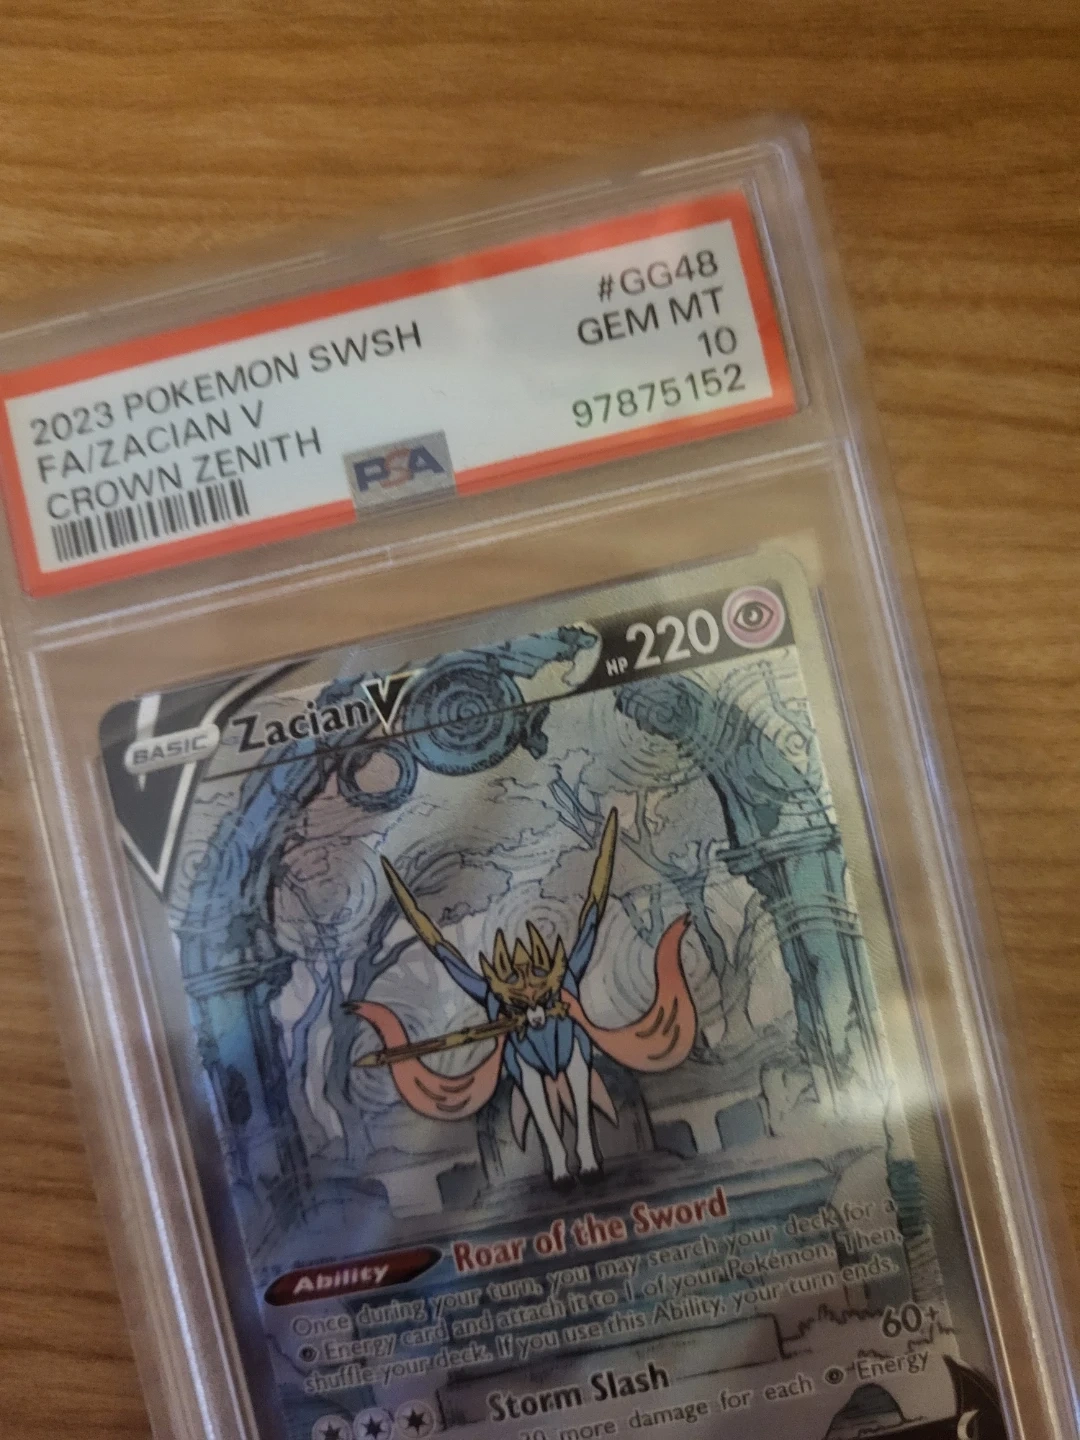 2023 POKEMON SWSH #GG48
FA/ZACIAN V GEM MT
CROWN ZENITH 10
97875152
PSA
BASIC Zacian V HP 220
Ability Roar of the Sword
Once during your turn, you may search your deck for a
Energy card and attach it to 1 of your Pokémon. Then,
shuffle your deck. If you use this Ability, your turn ends.
Storm Slash 60+
30 more damage for each Energy